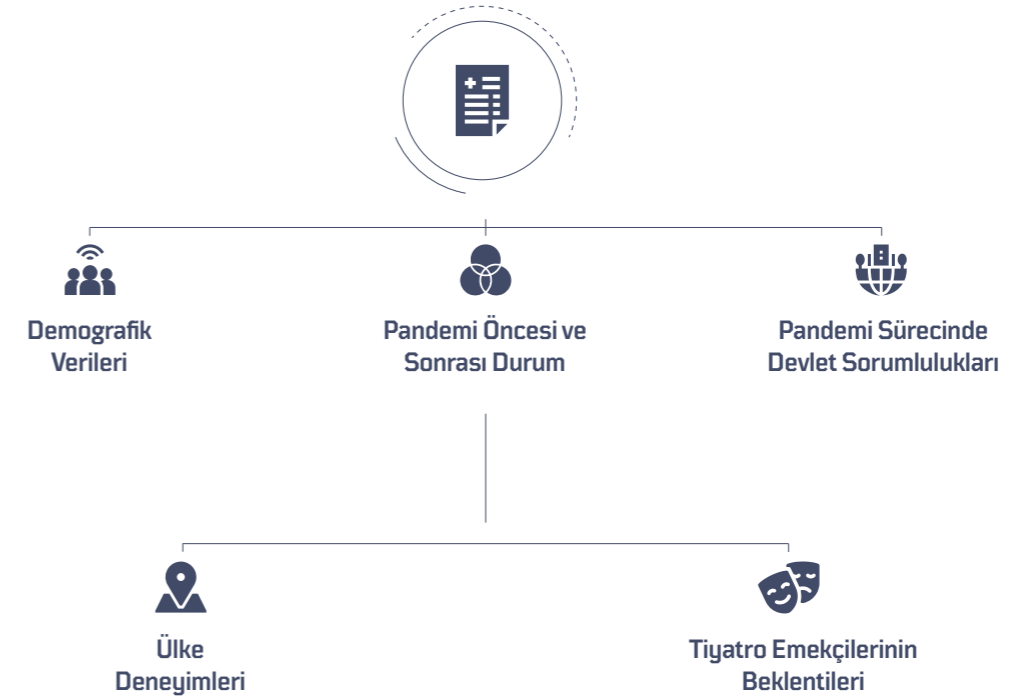 Demografik
Verileri
Pandemi Öncesi ve
Sonrası Durum
Pandemi Sürecinde
Devlet Sorumlulukları
Ülke
Deneyimleri
Tiyatro Emekçilerinin
Beklentileri